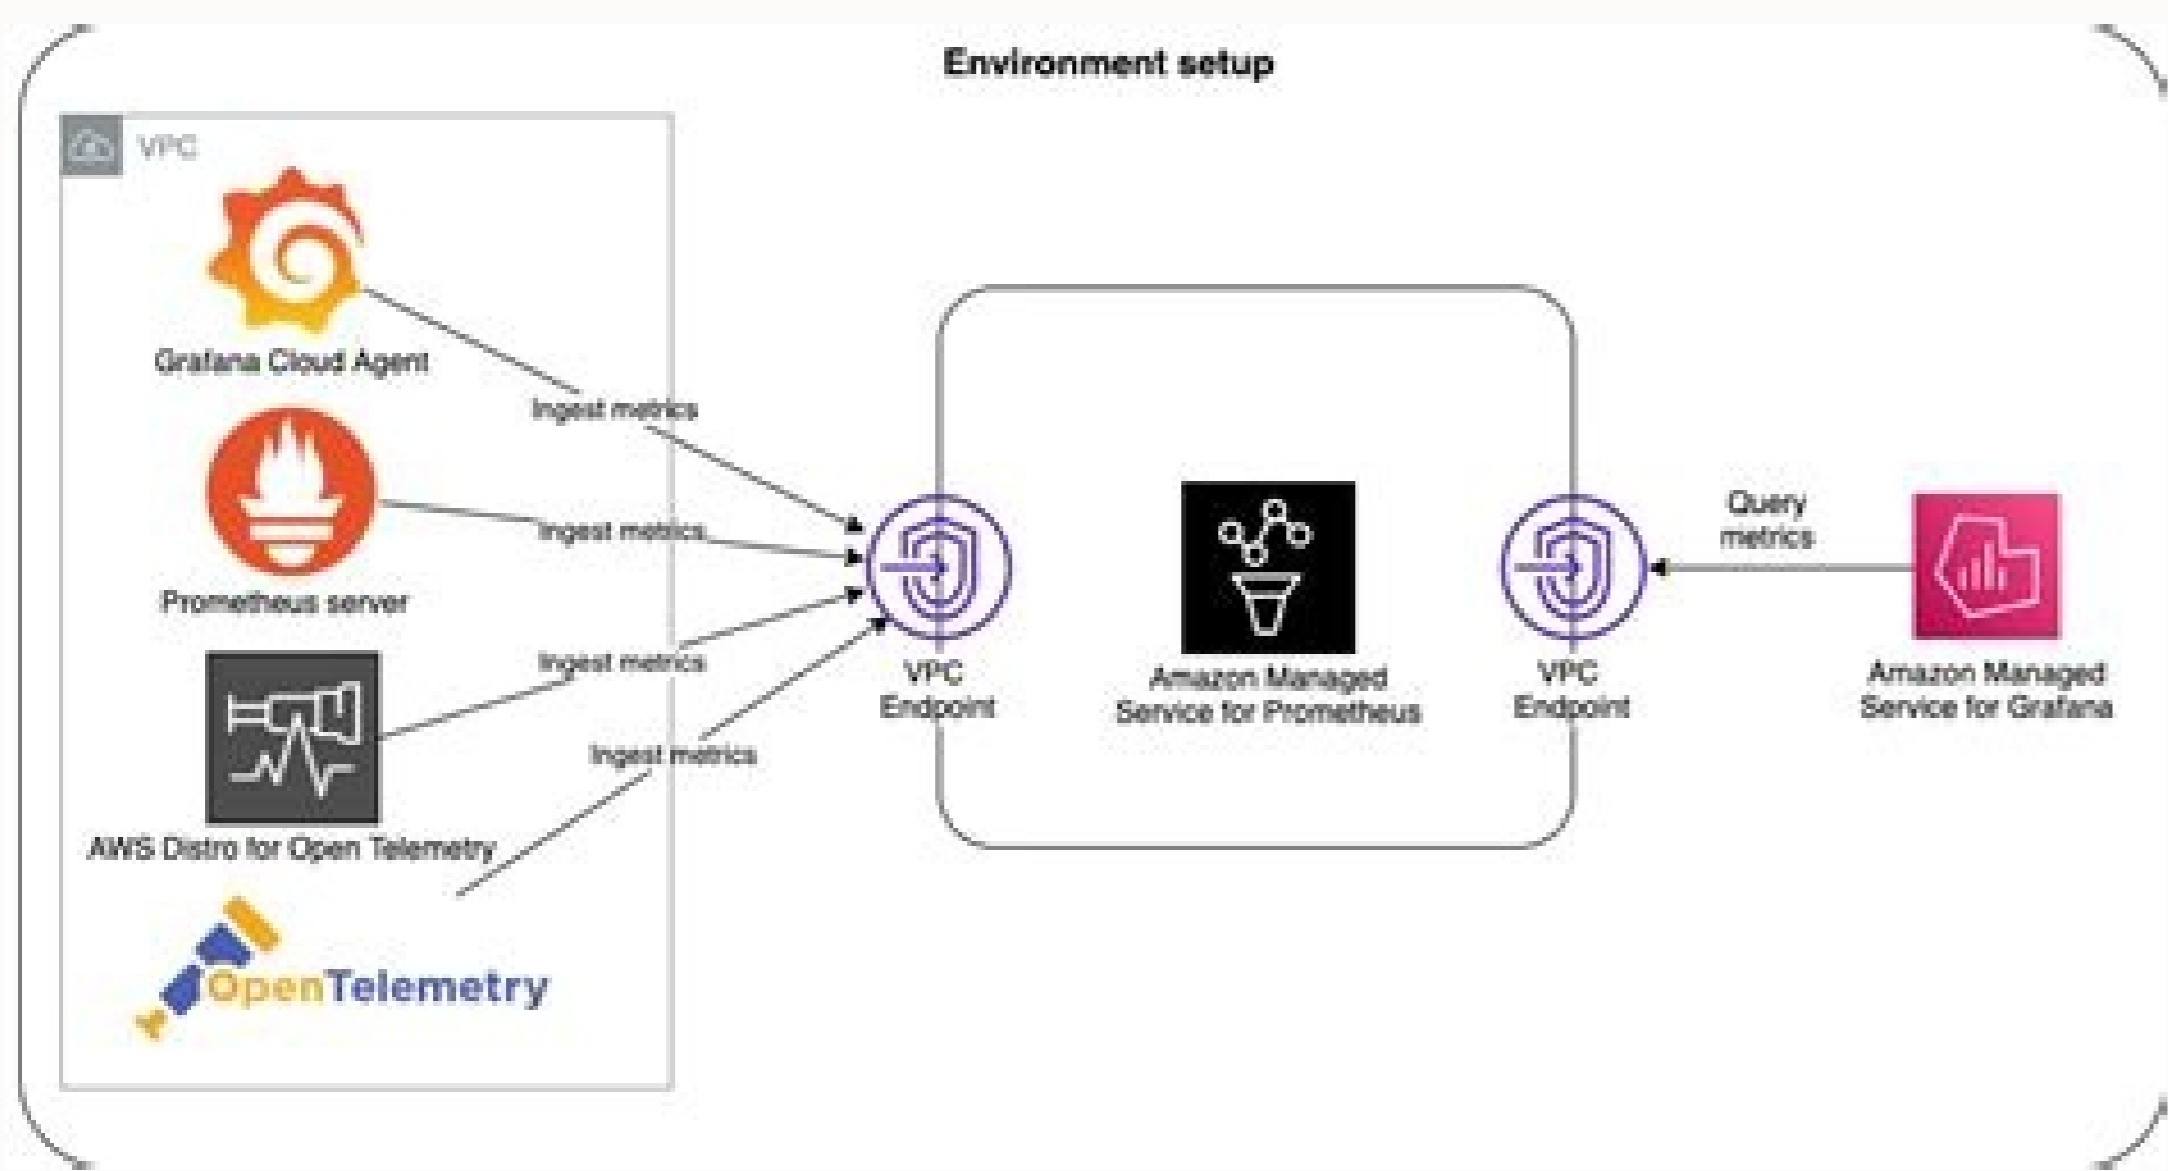 Environment setup
VPC
Grafana Cloud Agent
Ingest metrics
Prometheus server
Ingest metrics
AWS Distro for Open Telemetry
Ingest metrics
OpenTelemetry
Ingest metrics
VPC
Endpoint
Amazon Managed
Service for Prometheus
VPC
Endpoint
Query
metrics
Amazon Managed
Service for Grafana